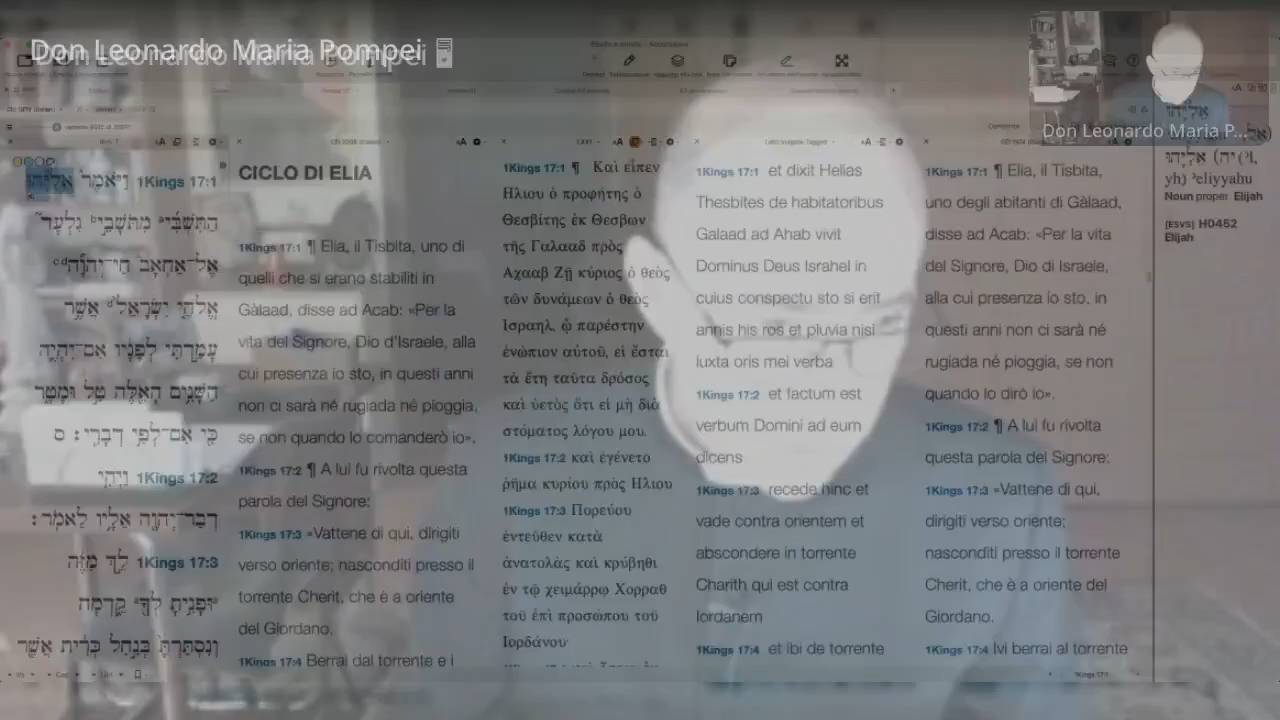 Don Leonardo Maria Pompei
Don Leonardo Maria P...
1Kings 17:1 וַיֹּאמֶר אֵלִיָּהוּ
הַתִּשְׁבִּי מִתֹּשָׁבֵי גִלְעָד
אֶל־אַחְאָב חַי־יְהוָה
אֱלֹהֵי יִשְׂרָאֵל אֲשֶׁר
עָמַדְתִּי לְפָנָיו אִם־יִהְיֶה
הַשָּׁנִים הָאֵלֶּה טַל וּמָטָר
כִּי אִם־לְפִי דְבָרִי׃ ס
1Kings 17:2 וַיְהִי
דְבַר־יְהוָה אֵלָיו לֵאמֹר׃
1Kings 17:3 לֵךְ מִזֶּה
וּפָנִיתָ לְּךָ קֵדְמָה
וְנִסְתַּרְתָּ בְּנַחַל כְּרִית אֲשֶׁר
CICLO DI ELIA
1Kings 17:1 ¶ Elia, il Tisbita, uno di
quelli che si erano stabiliti in
Gàlaad, disse ad Acab: «Per la
vita del Signore, Dio d'Israele, alla
cui presenza io sto, in questi anni
non ci sarà né rugiada né pioggia,
se non quando lo comanderò io».
1Kings 17:2 ¶ A lui fu rivolta questa
parola del Signore:
1Kings 17:3 «Vattene di qui, dirigiti
verso oriente; nasconditi presso il
torrente Cherit, che è a oriente
del Giordano.
1Kings 17:4 Berrai dal torrente e i
1Kings 17:1 ¶ Καὶ εἶπεν
Ηλιου ὁ προφήτης ὁ
Θεσβίτης ἐκ Θεσβων
τῆς Γαλααδ πρὸς
Αχααβ Ζῇ κύριος ὁ θεὸς
τῶν δυνάμεων ὁ θεὸς
Ισραηλ, ᾧ παρέστην
ἐνώπιον αὐτοῦ, εἰ ἔσται
τὰ ἔτη ταῦτα δρόσος
καὶ ὑετὸς ὅτι εἰ μὴ διὰ
στόματος λόγου μου.
1Kings 17:2 καὶ ἐγένετο
ῥῆμα κυρίου πρὸς Ηλιου
1Kings 17:3 Πορεύου
ἐντεῦθεν κατὰ
ἀνατολὰς καὶ κρύβηθι
ἐν τῷ χειμάρρῳ Χορραθ
τοῦ ἐπὶ προσώπου τοῦ
Ιορδάνου·
1Kings 17:1 et dixit Helias
Thesbites de habitatoribus
Galaad ad Ahab vivit
Dominus Deus Israhel in
cuius conspectu sto si erit
annis his ros et pluvia nisi
iuxta oris mei verba
1Kings 17:2 et factum est
verbum Domini ad eum
dicens
1Kings 17:3 recede hinc et
vade contra orientem et
abscondere in torrente
Charith qui est contra
Iordanem
1Kings 17:4 et ibi de torrente
1Kings 17:1 ¶ Elia, il Tisbita,
uno degli abitanti di Gàlaad,
disse ad Acab: «Per la vita
del Signore, Dio di Israele,
alla cui presenza io sto, in
questi anni non ci sarà né
rugiada né pioggia, se non
quando lo dirò io».
1Kings 17:2 ¶ A lui fu rivolta
questa parola del Signore:
1Kings 17:3 «Vattene di qui,
dirigiti verso oriente;
nasconditi presso il torrente
Cherit, che è a oriente del
Giordano.
1Kings 17:4 Ivi berrai al torrente
yh) ʾeliyyahu
Noun proper Elijah
[ESVS] H0452
Elijah
1Kings 17:1